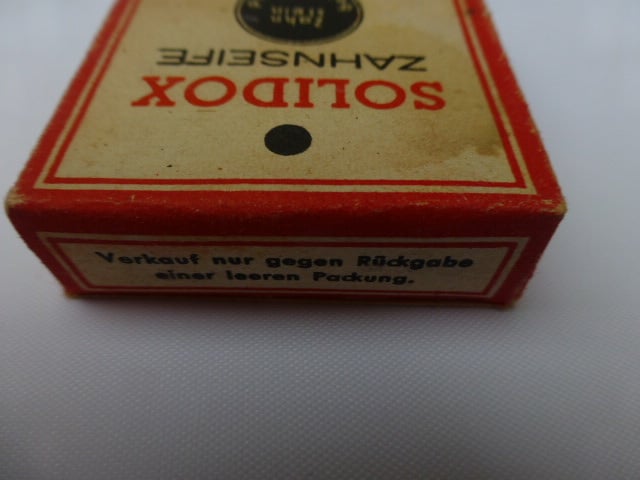 SOLIDOX
ZAHNSEIFE
Verkauf nur gegen Rückgabe
einer leeren Packung.